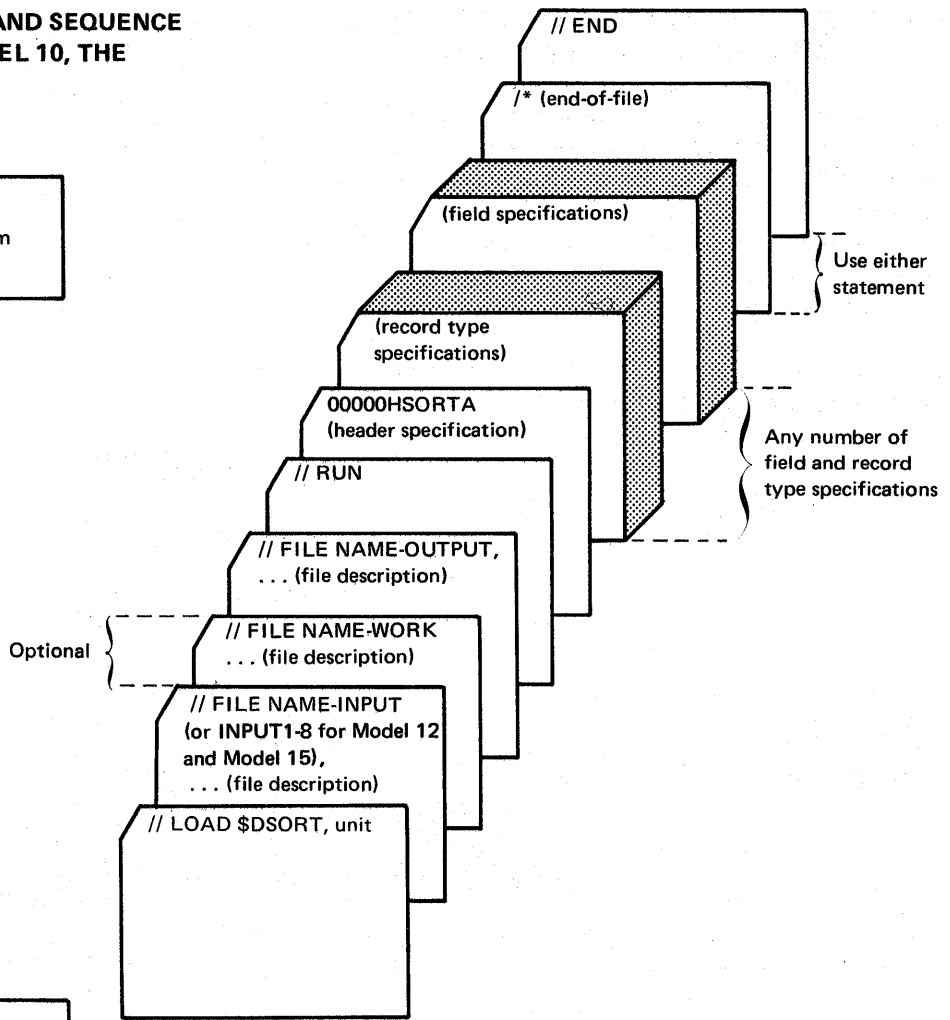 AND SEQUENCE
EL 10, THE
m
// END
/* (end-of-file)
(field specifications)
Use either
statement
(record type
specifications)
00000HSORTA
(header specification)
Any number of
field and record
type specifications
// RUN
// FILE NAME-OUTPUT,
. . . (file description)
Optional
// FILE NAME-WORK
. . . (file description)
// FILE NAME-INPUT
(or INPUT1-8 for Model 12
and Model 15),
. . . (file description)
// LOAD $DSORT, unit